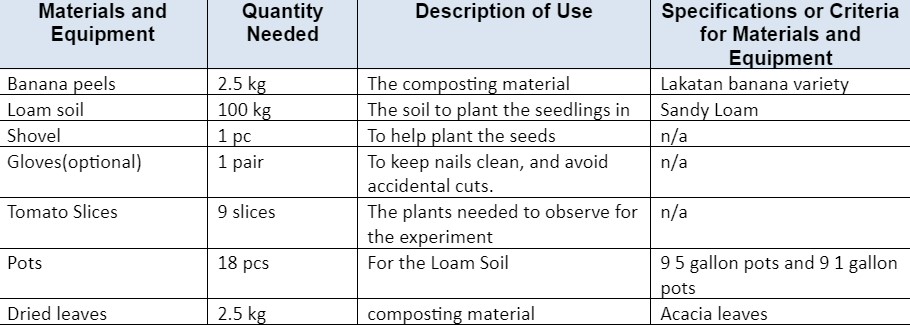 Materials and Equipment | Quantity Needed | Description of Use | Specifications or Criteria for Materials and Equipment
Banana peels | 2.5 kg | The composting material | Lakatan banana variety
Loam soil | 100 kg | The soil to plant the seedlings in | Sandy Loam
Shovel | 1 pc | To help plant the seeds | n/a
Gloves(optional) | 1 pair | To keep nails clean, and avoid accidental cuts. | n/a
Tomato Slices | 9 slices | The plants needed to observe for the experiment | n/a
Pots | 18 pcs | For the Loam Soil | 9 5 gallon pots and 9 1 gallon pots
Dried leaves | 2.5 kg | composting material | Acacia leaves